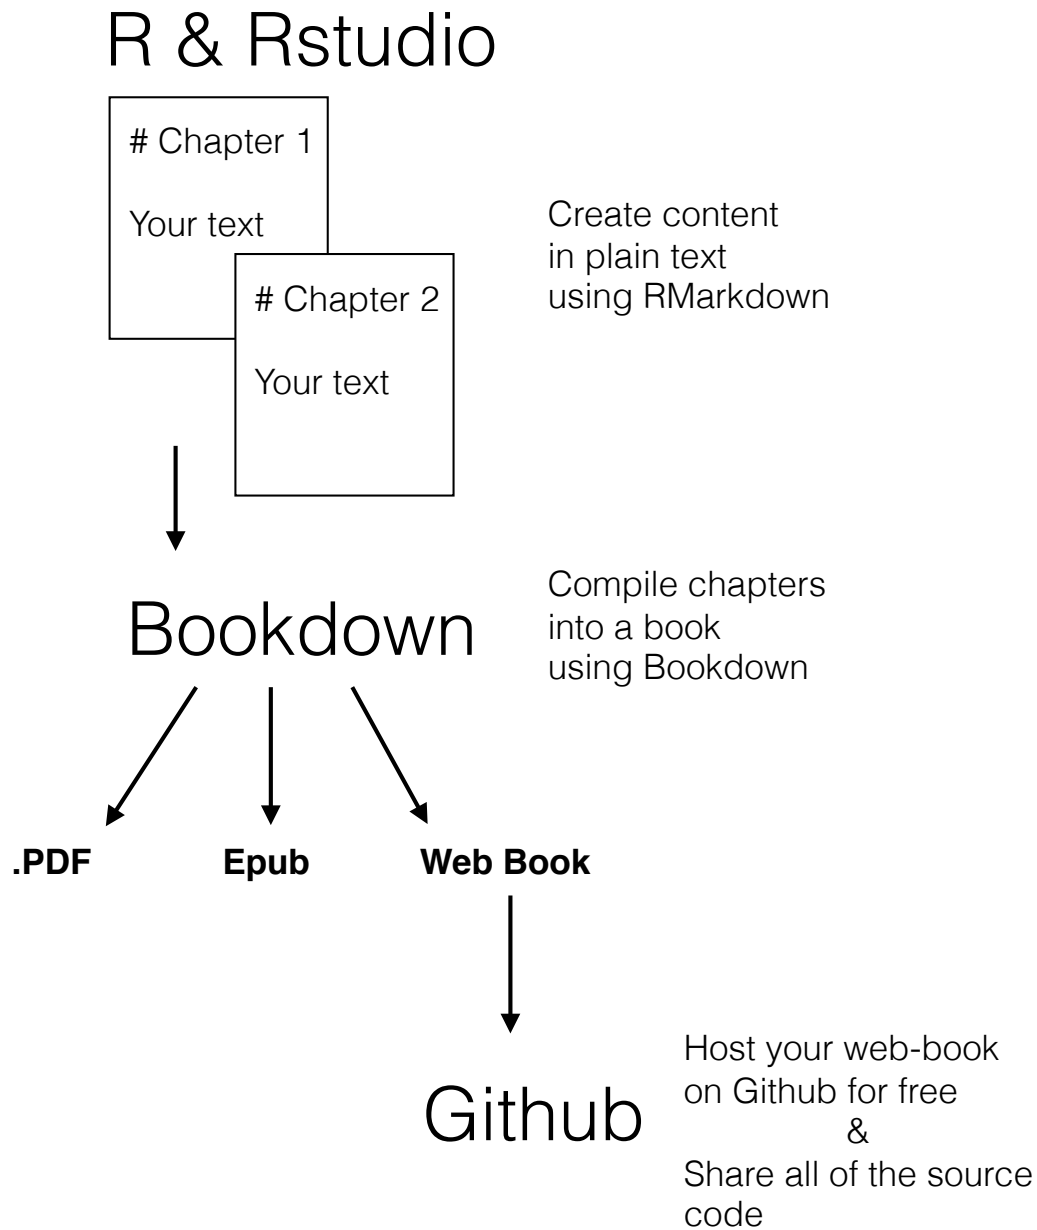 R & Rstudio
# Chapter 1
Your text
# Chapter 2
Your text
Create content
in plain text
using RMarkdown
Bookdown
Compile chapters
into a book
using Bookdown
.PDF
Epub
Web Book
Github
Host your web-book
on Github for free
&
Share all of the source
code